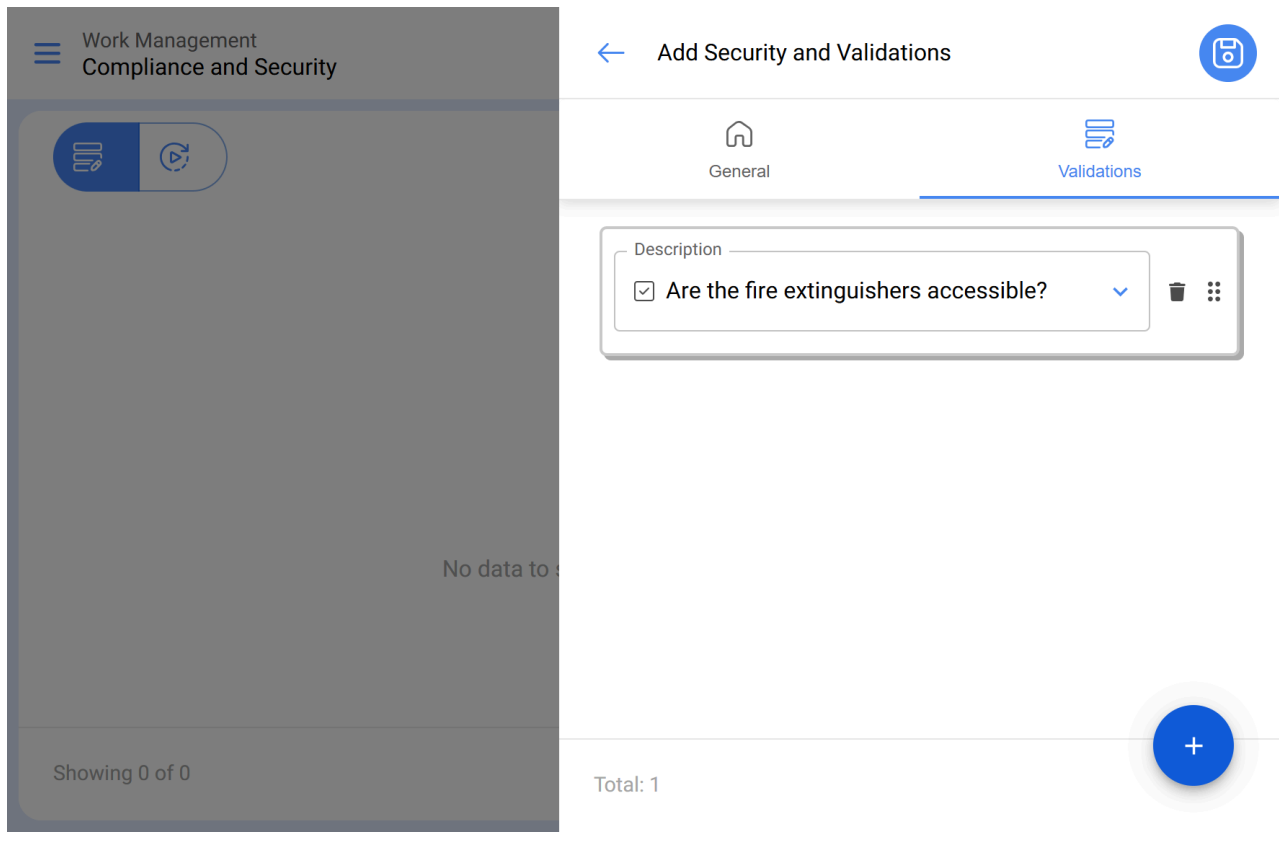 Work Management
Compliance and Security
No data to
Showing 0 of 0
Add Security and Validations
General
Validations
Description
Are the fire extinguishers accessible?
Total: 1